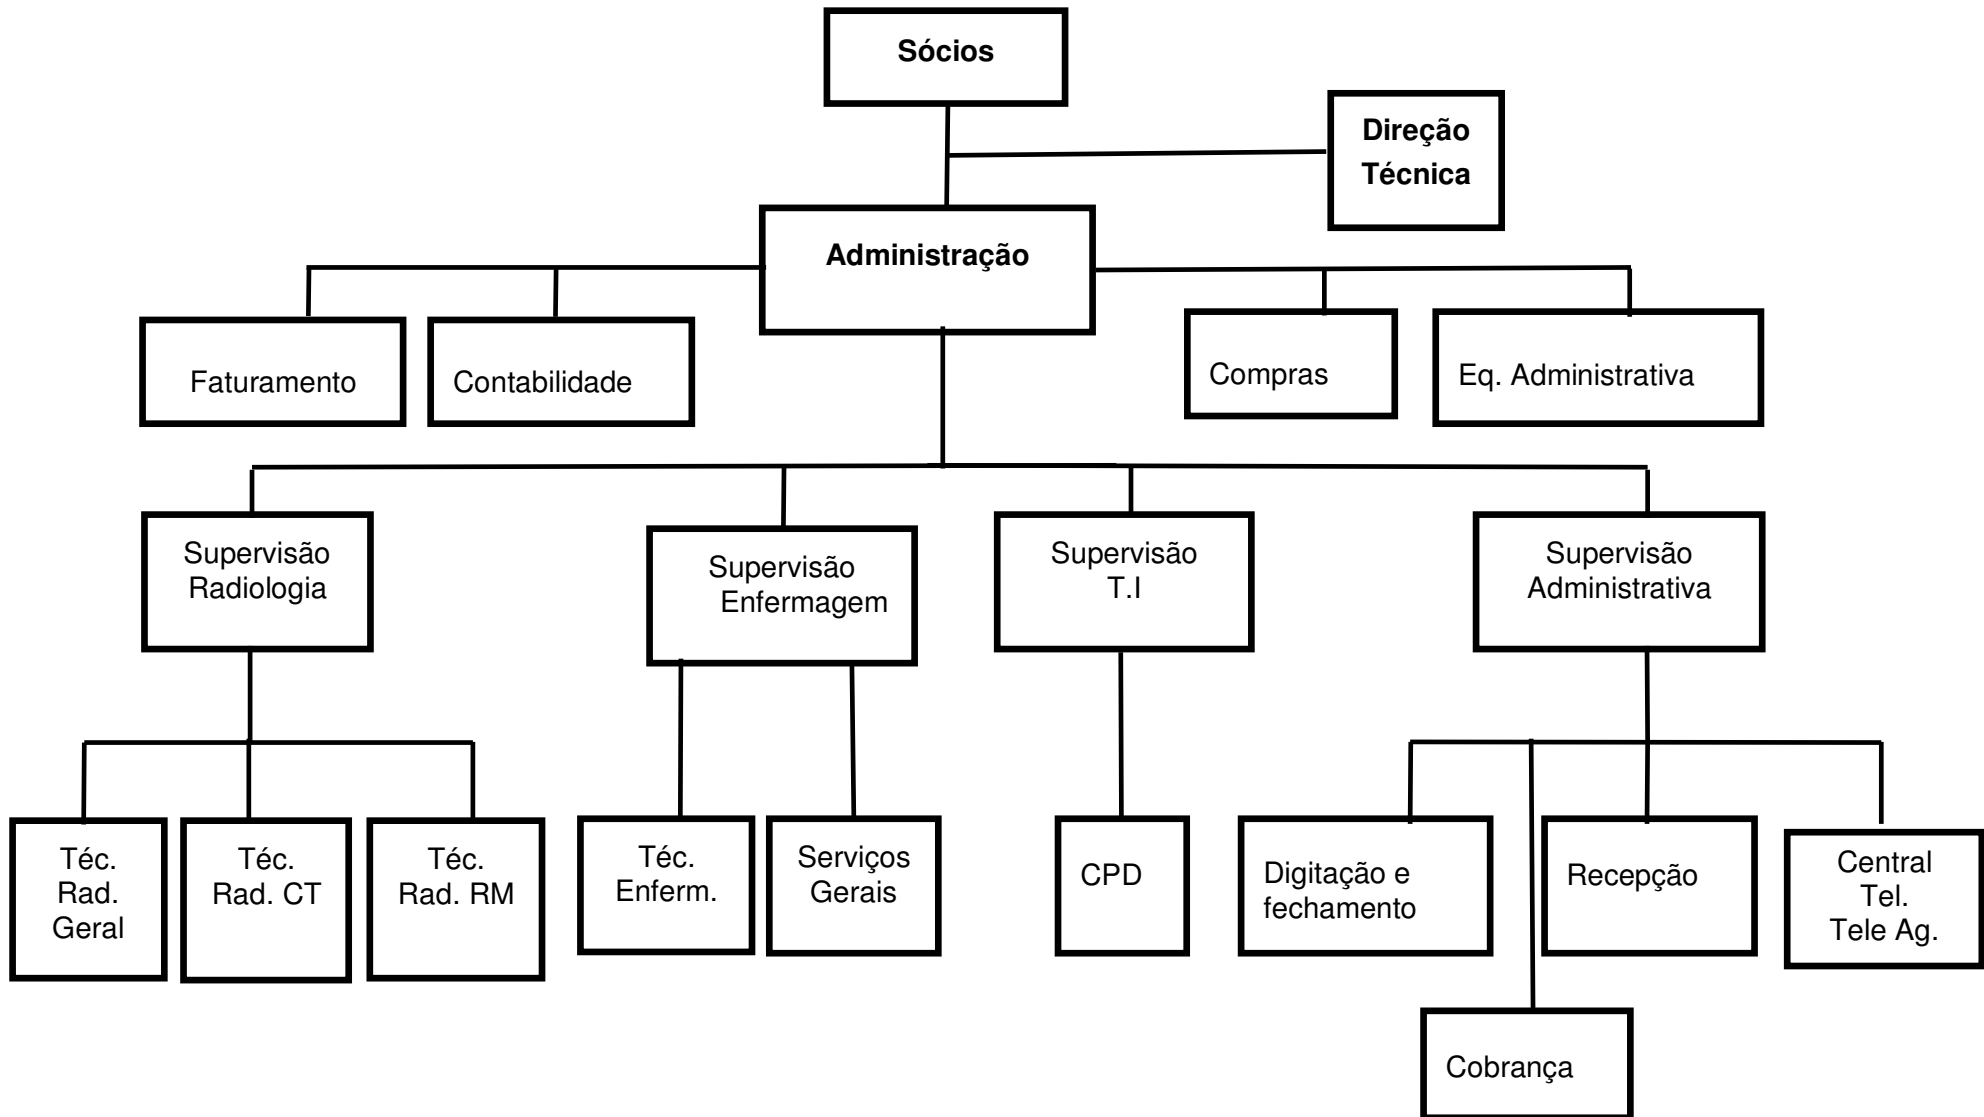 Sócios
Direção
Técnica
Administração
Faturamento
Contabilidade
Compras
Eq. Administrativa
Supervisão
Radiologia
Supervisão
Enfermagem
Supervisão
T.I
Supervisão
Administrativa
Téc.
Rad.
Geral
Téc.
Rad. CT
Téc.
Rad. RM
Téc.
Enferm.
Serviços
Gerais
CPD
Digitação e
fechamento
Recepção
Central
Tel.
Tele Ag.
Cobrança